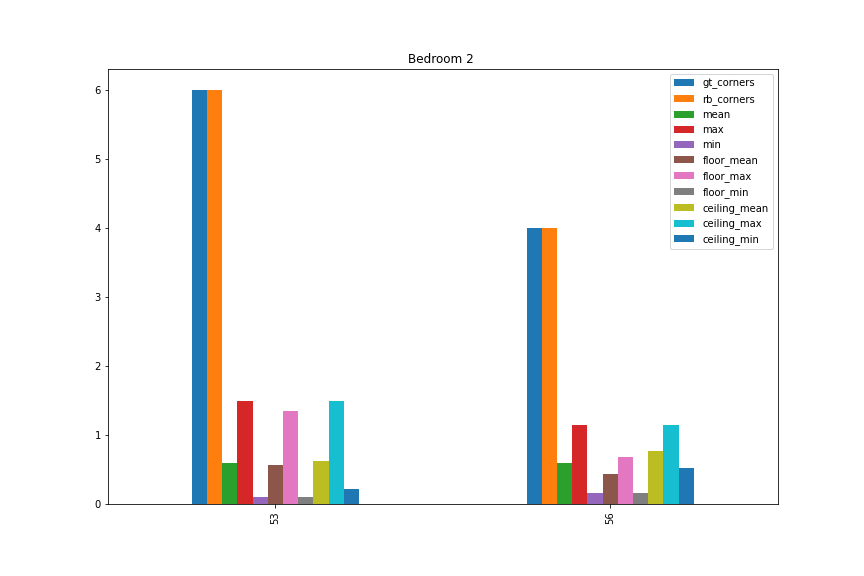 Bedroom 2
6
5
4
3
2
1
0
gt_corners
rb_corners
mean
max
min
floor_mean
floor_max
floor_min
ceiling_mean
ceiling_max
ceiling_min
53
56